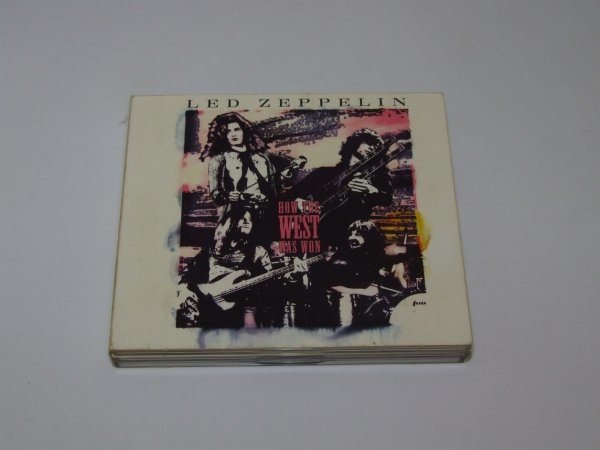 LED ZEPPELIN
HOW THE
WEST
WAS WON